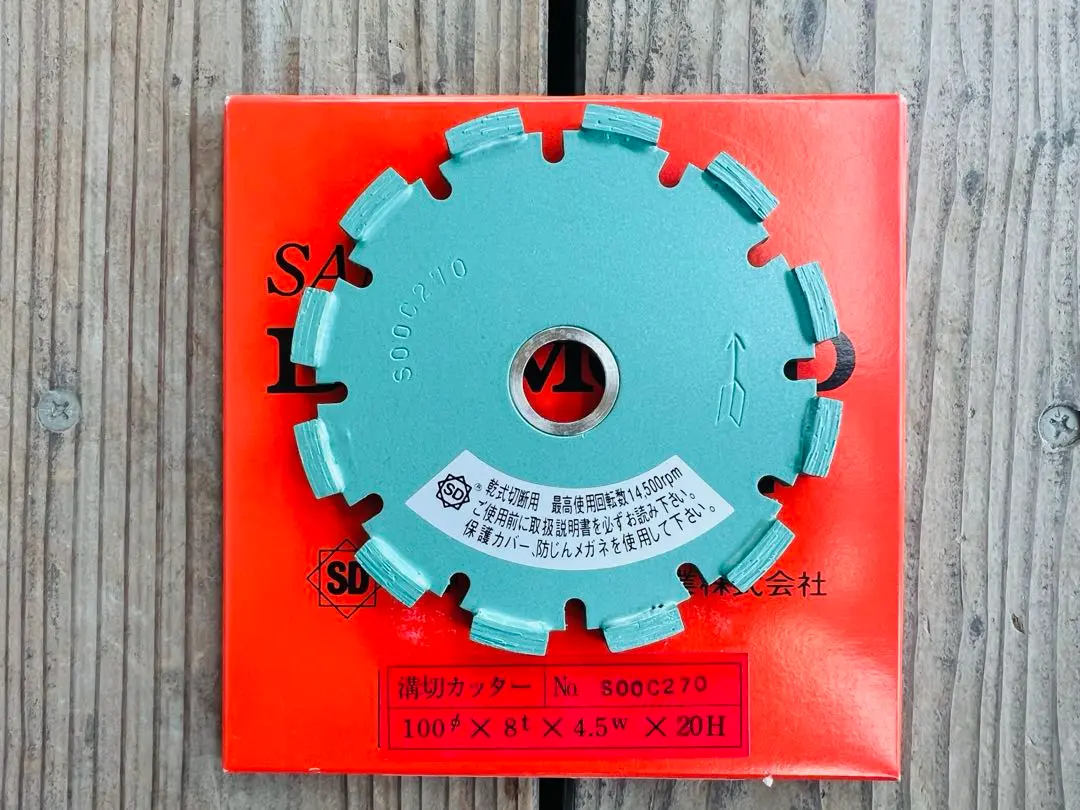 SA
S00C270
SD
® 乾式切断用 最高使用回転数14,500rpm
ご使用前に取扱説明書を必ずお読み下さい。
保護カバー、防じんメガネを使用して下さい。
SD
株式会社
溝切カッター No. S00C270
100φ × 8t × 4.5w × 20H